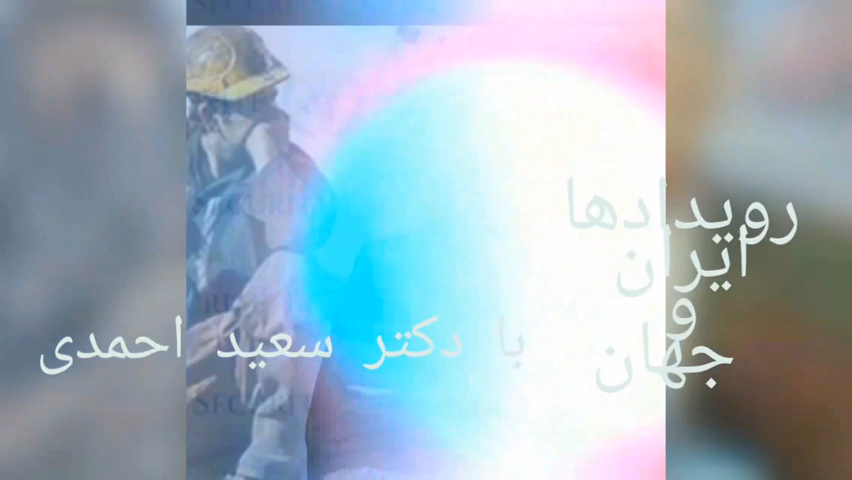 رویدادها
ایران
و
جهان
با دکتر سعید احمدی